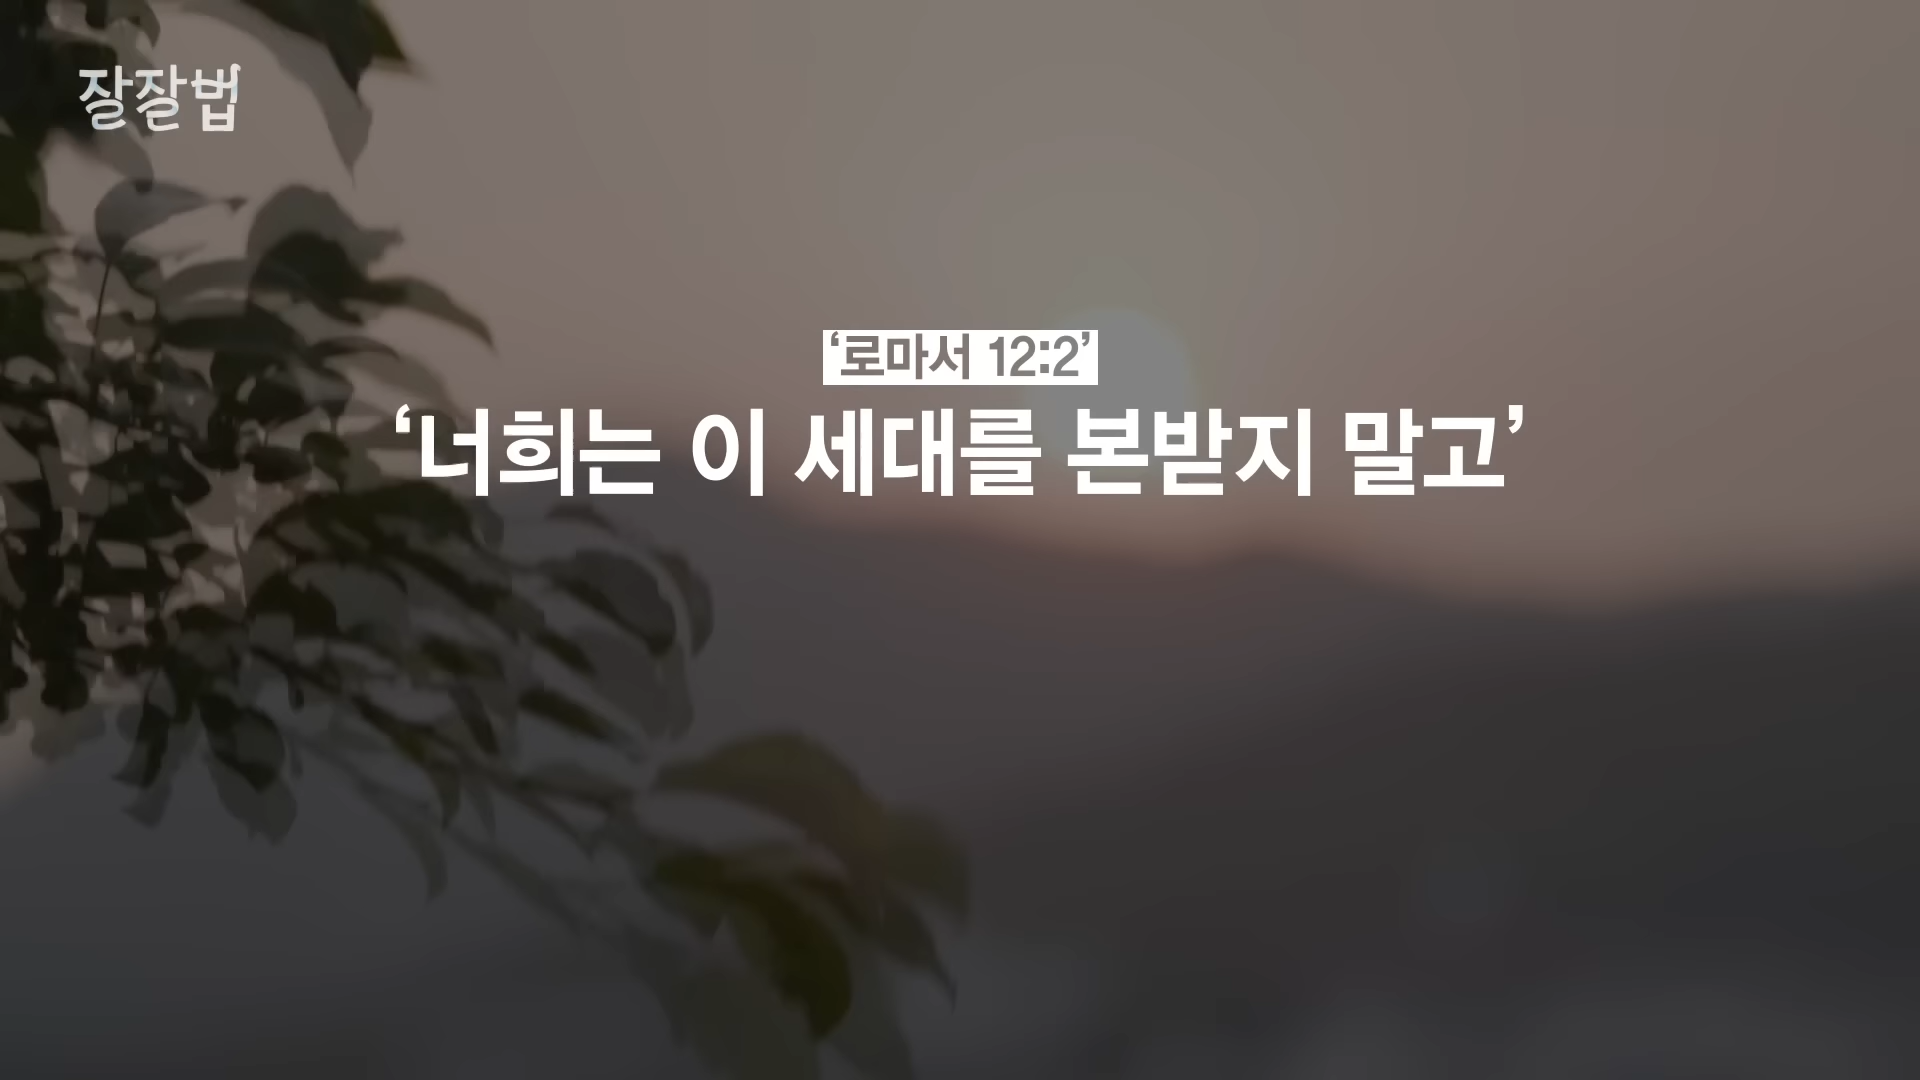 잘잘법
‘로마서 12:2’
‘너희는 이 세대를 본받지 말고’